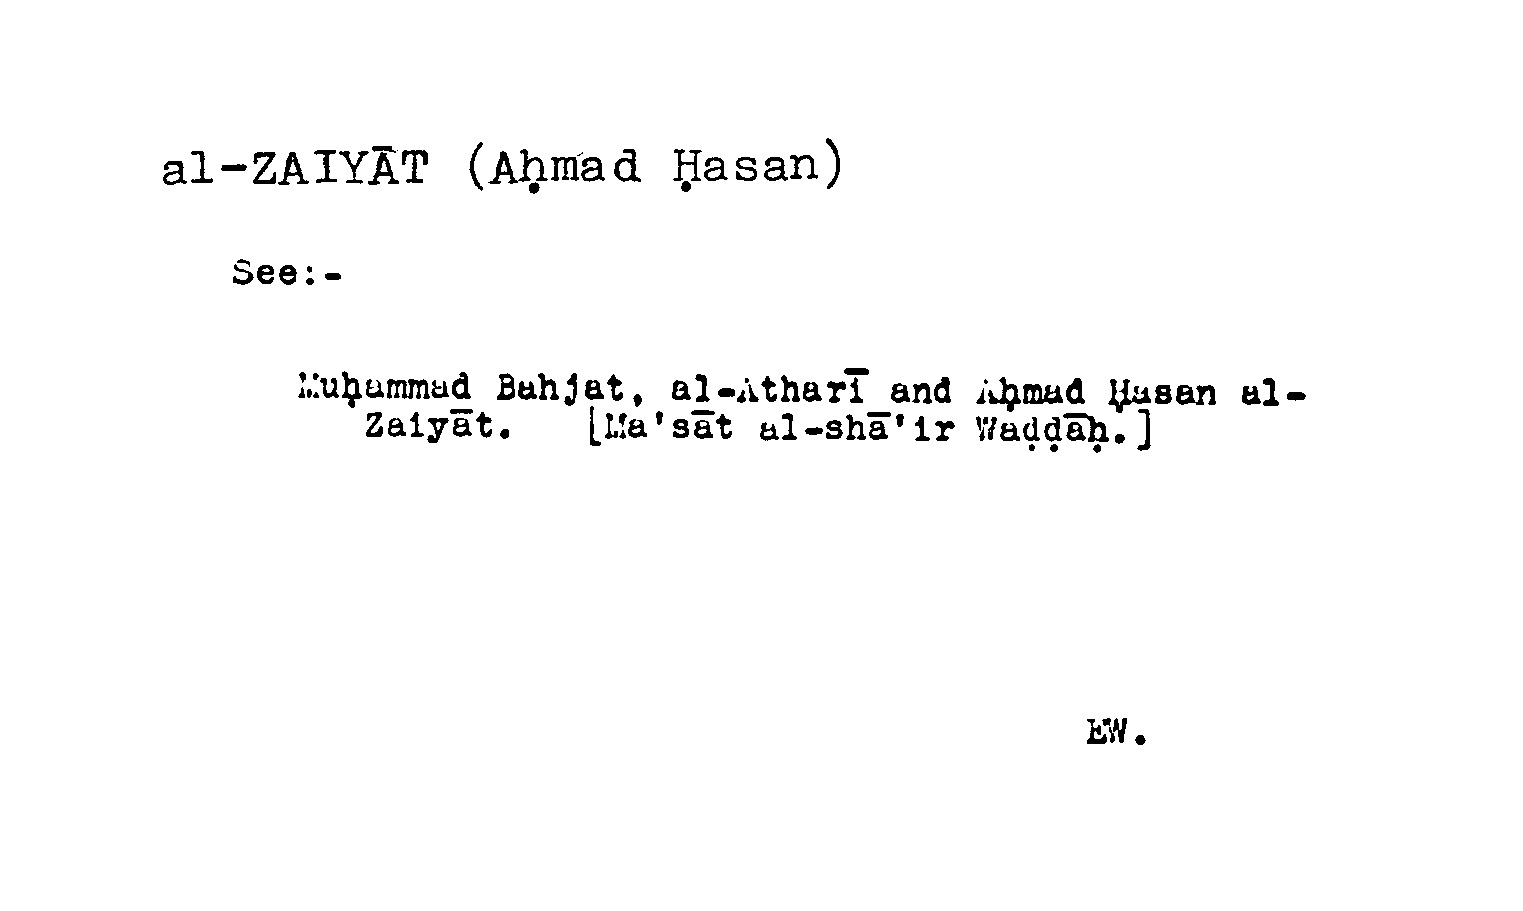 al-ZAIYĀT (Aḥmad Ḥasan)
See:-
Muḥammad Bahjat, al-Atharī and Aḥmad Ḥasan al-
Zaiyāt. [Ma'sāt al-shā'ir Waḍḍāḥ.]
EW.